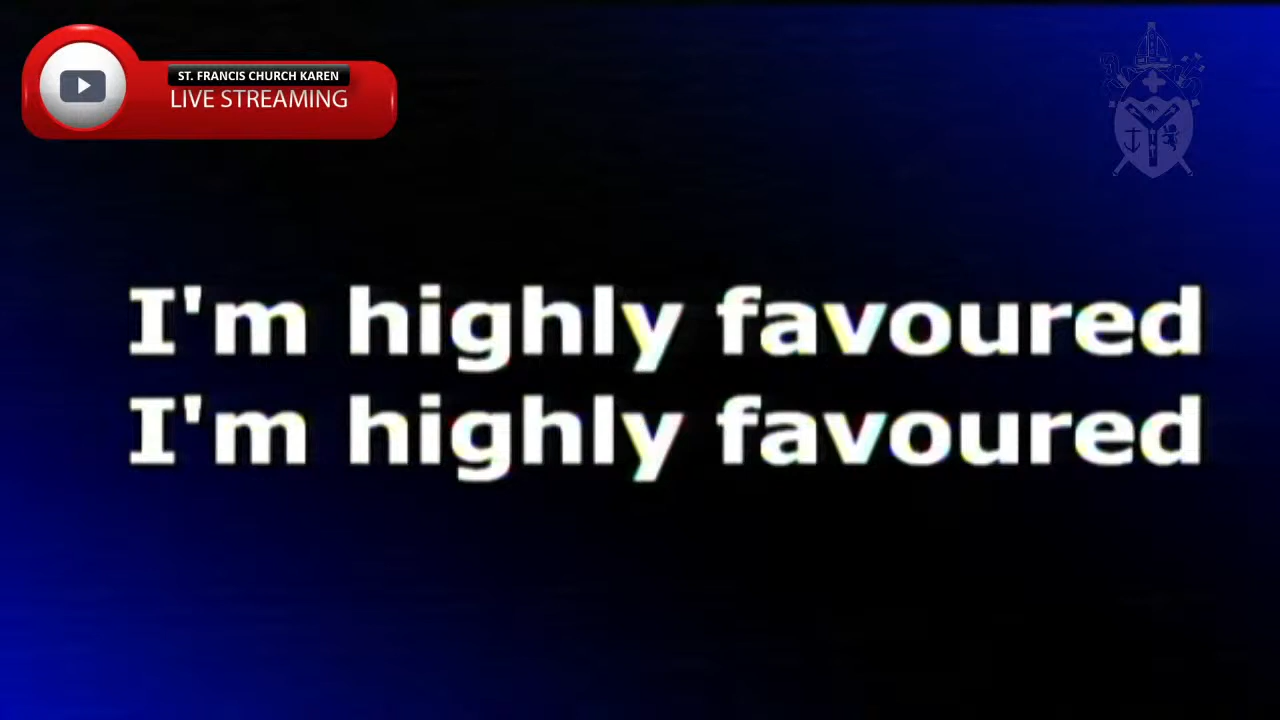 ST. FRANCIS CHURCH KAREN
LIVE STREAMING
I'm highly favoured
I'm highly favoured